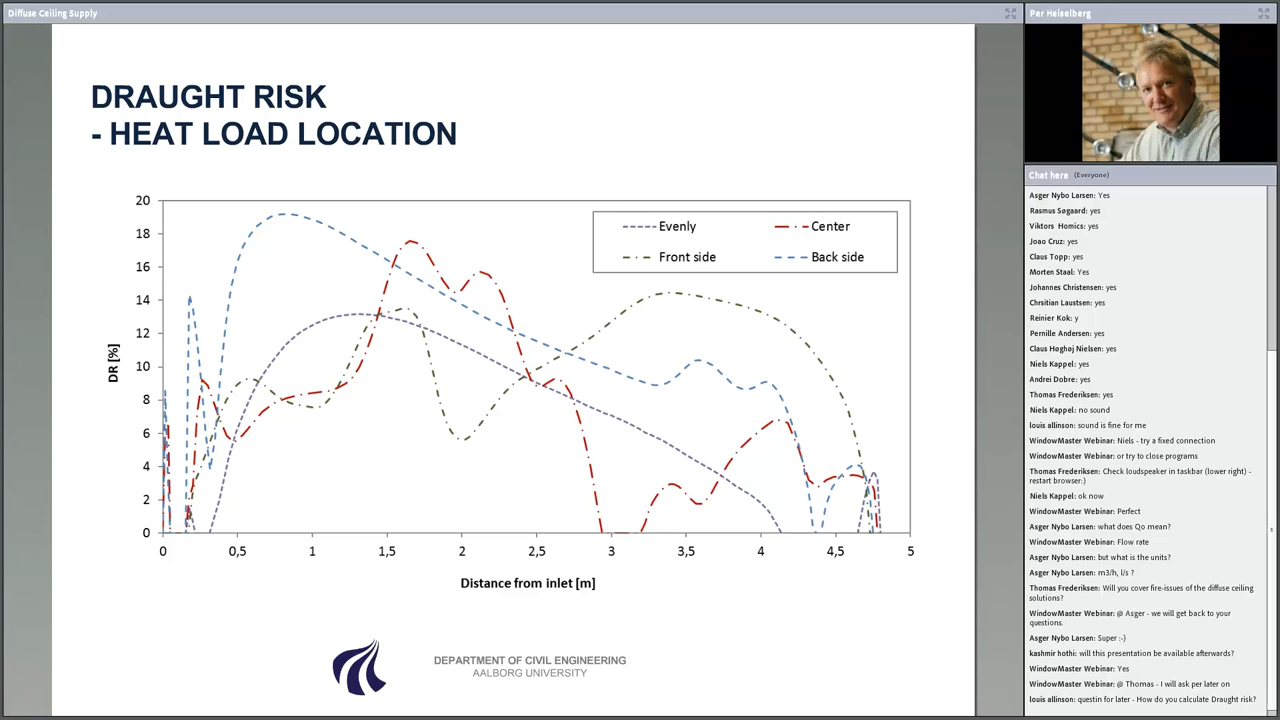 Diffuse Ceiling Supply
DRAUGHT RISK
- HEAT LOAD LOCATION
20
18
16
14
12
10
8
6
4
2
0
DR [%]
Evenly
Center
Front side
Back side
0
0,5
1
1,5
2
2,5
3
3,5
4
4,5
5
Distance from inlet [m]
DEPARTMENT OF CIVIL ENGINEERING
AALBORG UNIVERSITY
Per Heiselberg
Chat here (Everyone)
Asger Nybo Larsen: Yes
Rasmus Søgaard: yes
Viktors Homics: yes
Joao Cruz: yes
Claus Topp: yes
Morten Staal: Yes
Johannes Christensen: yes
Chrsitian Laustsen: yes
Reinier Kok: y
Pernille Andersen: yes
Claus Høghøj Nielsen: yes
Niels Kappel: yes
Andrei Dobre: yes
Thomas Frederiksen: yes
Niels Kappel: no sound
louis allinson: sound is fine for me
WindowMaster Webinar: Niels - try a fixed connection
WindowMaster Webinar: or try to close programs
Thomas Frederiksen: Check loudspeaker in taskbar (lower right) -
restart browser:)
Niels Kappel: ok now
WindowMaster Webinar: Perfect
Asger Nybo Larsen: what does Qo mean?
WindowMaster Webinar: Flow rate
Asger Nybo Larsen: but what is the units?
Asger Nybo Larsen: m3/h, l/s ?
Thomas Frederiksen: Will you cover fire-issues of the diffuse ceiling
solutions?
WindowMaster Webinar: @ Asger - we will get back to your
questions.
Asger Nybo Larsen: Super :-)
kashmir hothi: will this presentation be available afterwards?
WindowMaster Webinar: Yes
WindowMaster Webinar: @ Thomas - I will ask per later on
louis allinson: questin for later - How do you calculate Draught risk?